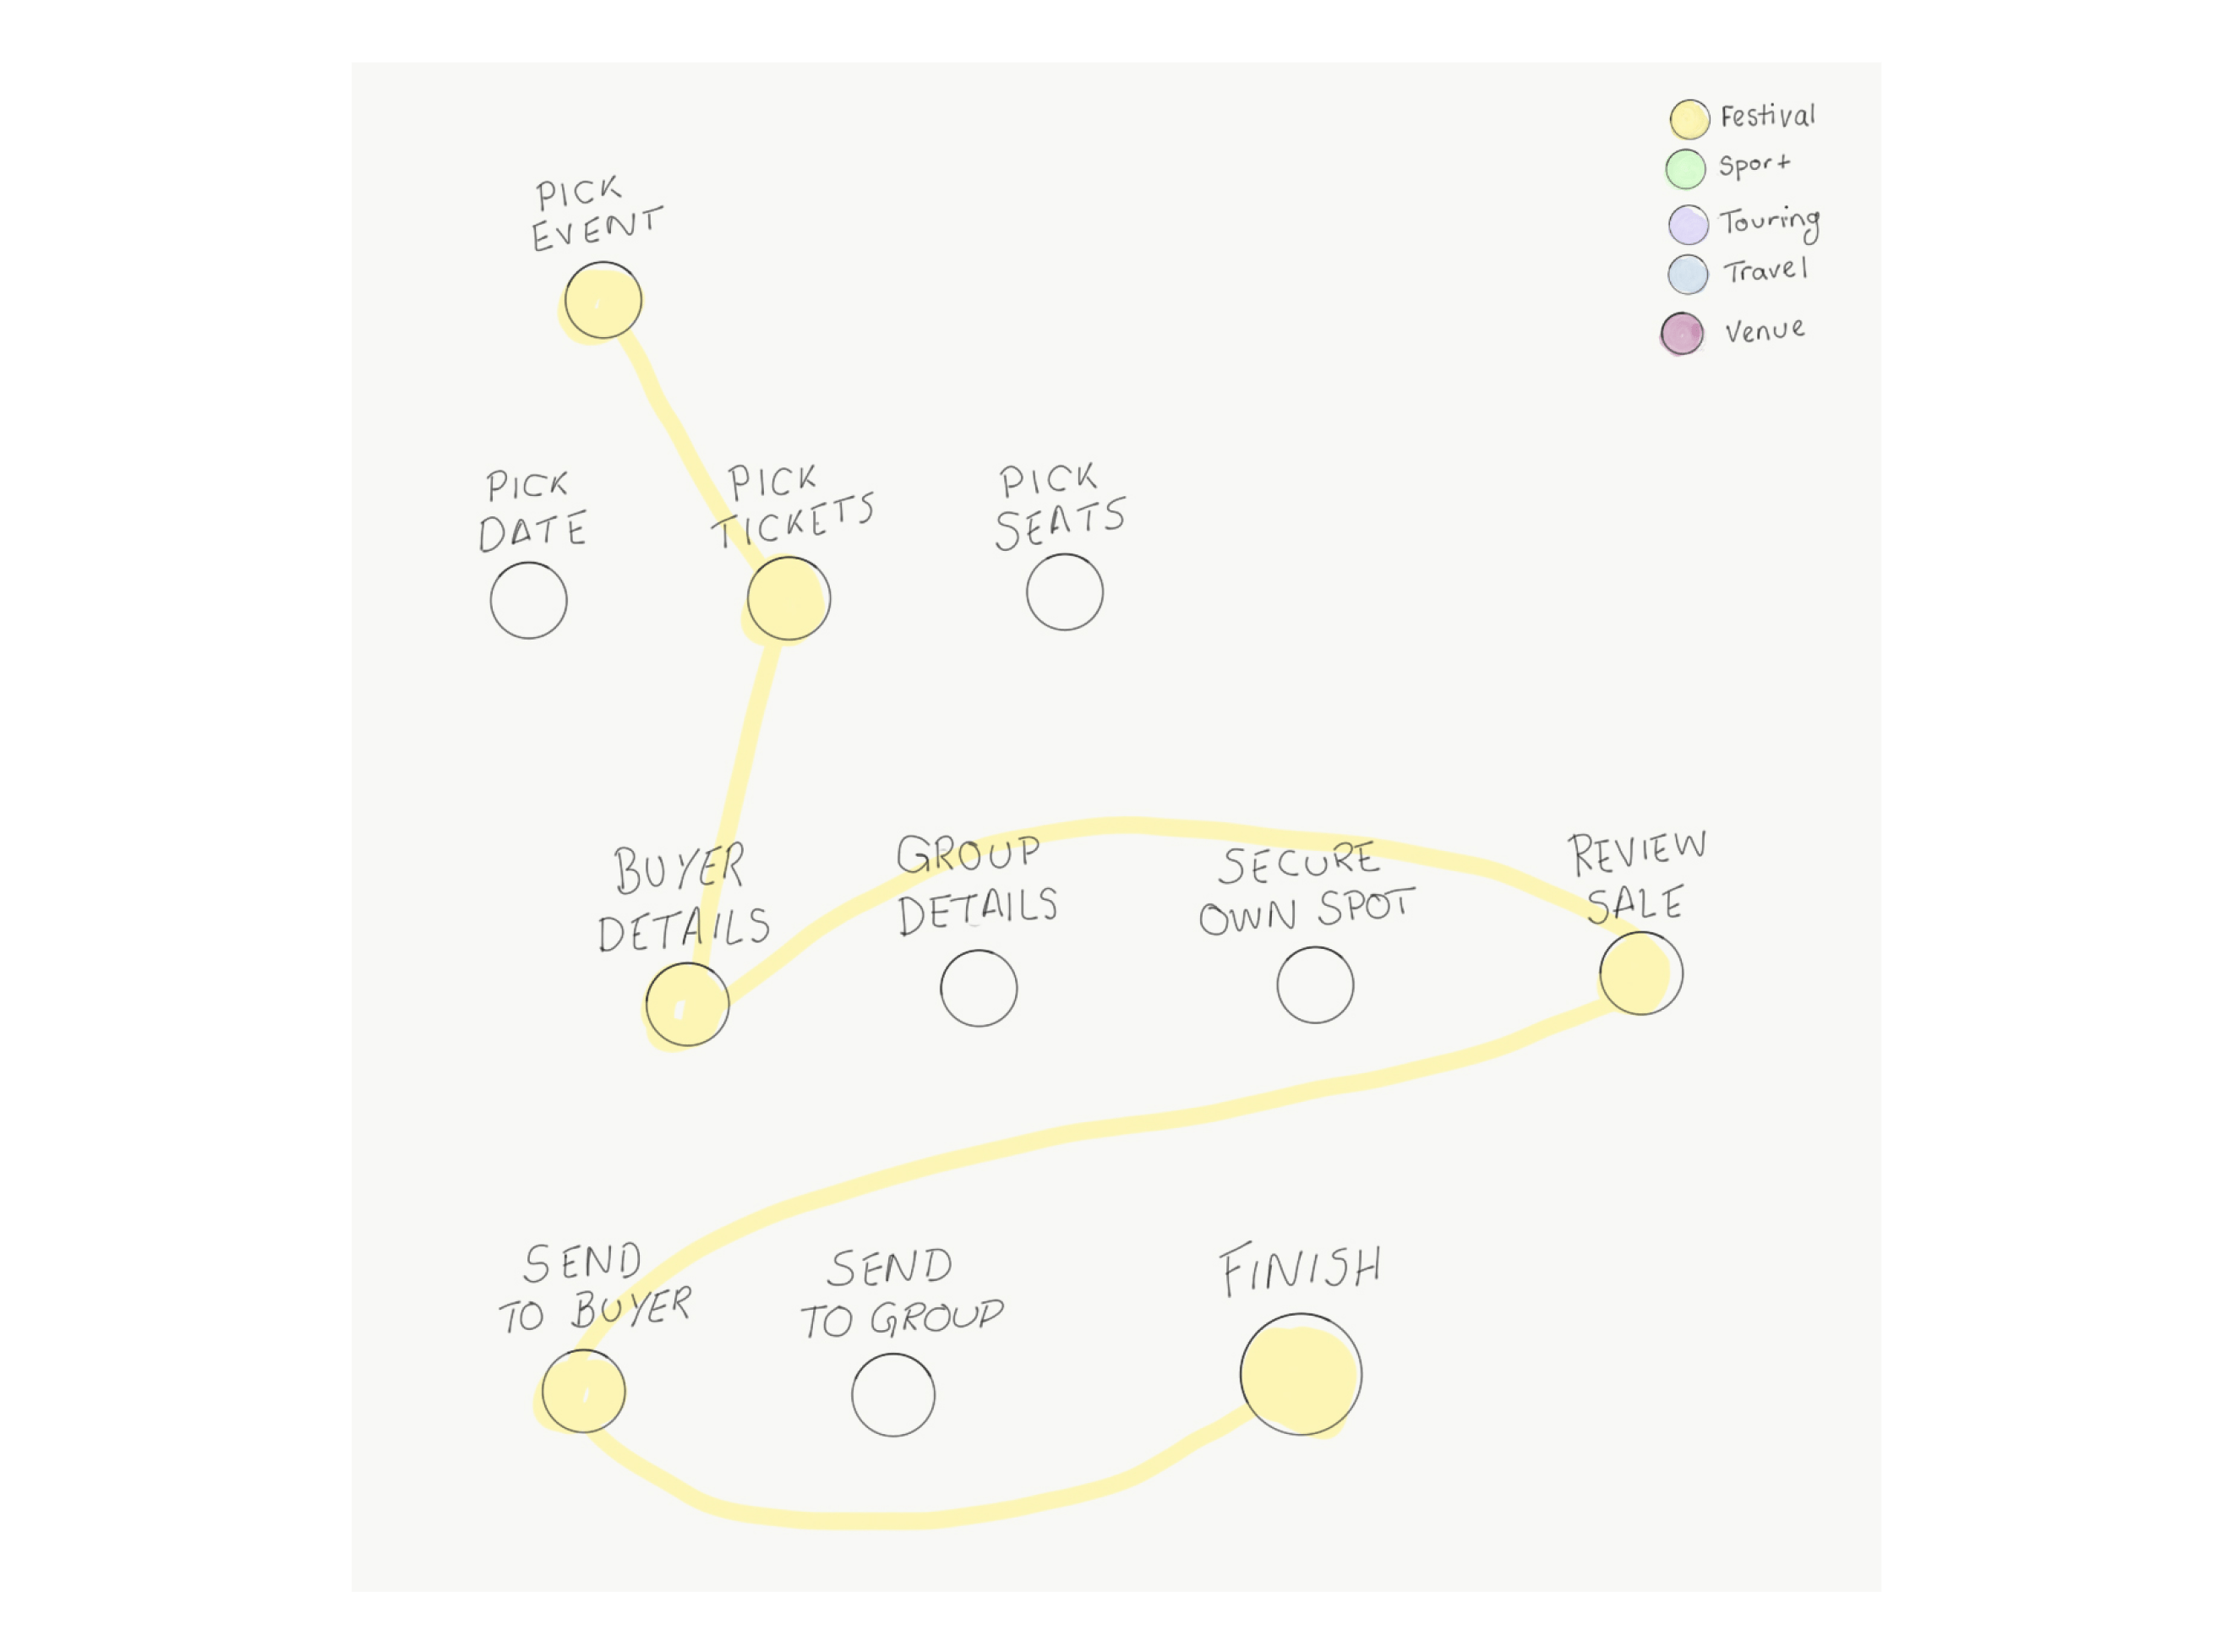 Festival
Sport
Touring
Travel
Venue
PICK
EVENT
PICK
DATE
PICK
TICKETS
PICK
SEATS
BUYER
DETAILS
GROUP
DETAILS
SECURE
OWN SPOT
REVIEW
SALE
SEND
TO BUYER
SEND
TO GROUP
FINISH